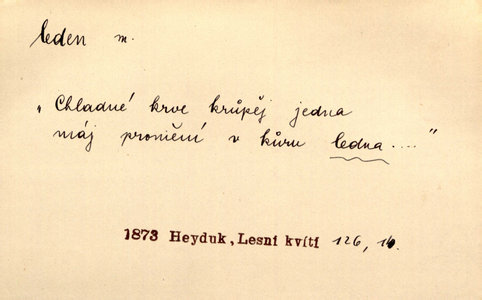 leden m.
„Chladné krve krůpěj jedna
máj promění v kůru ledna ...."
1873 Heyduk, Lesní kvítí 126, 16.